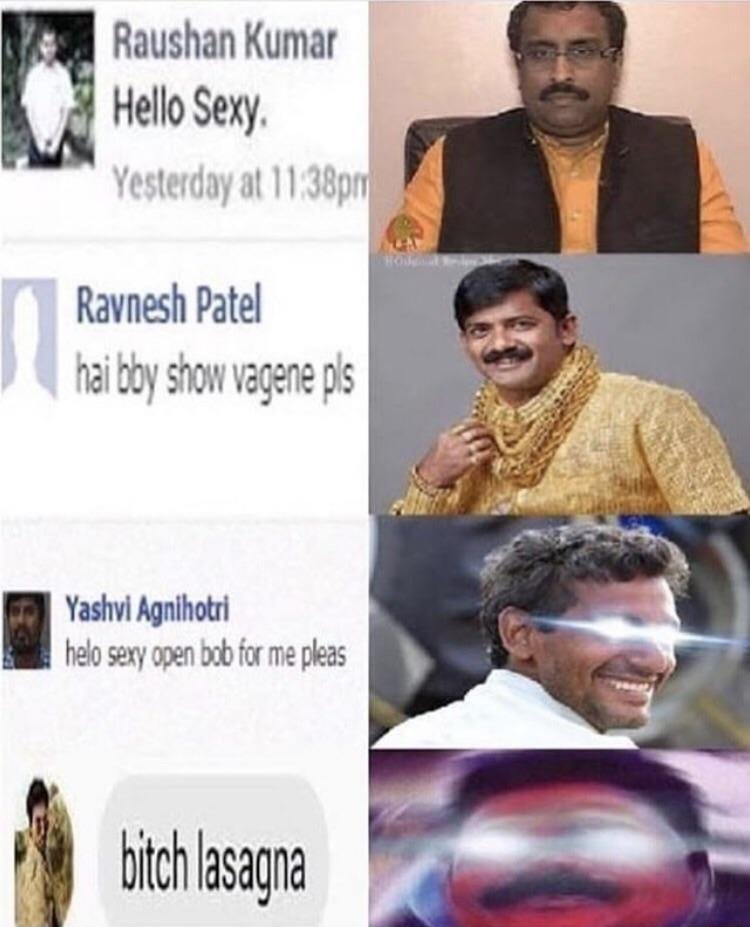 Raushan Kumar
Hello Sexy.
Yesterday at 11:38pm
Ravnesh Patel
hai bby show vagene pls
Yashvi Agnihotri
helo sexy open bob for me pleas
bitch lasagna